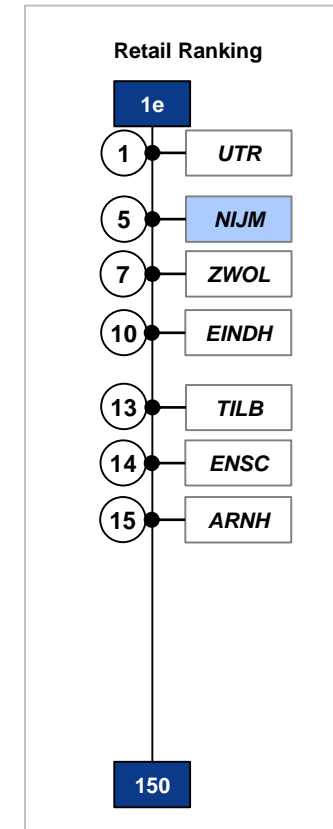 Retail Ranking
1e
1 UTR
5 NIJM
7 ZWOL
10 EINDH
13 TILB
14 ENSC
15 ARNH
150